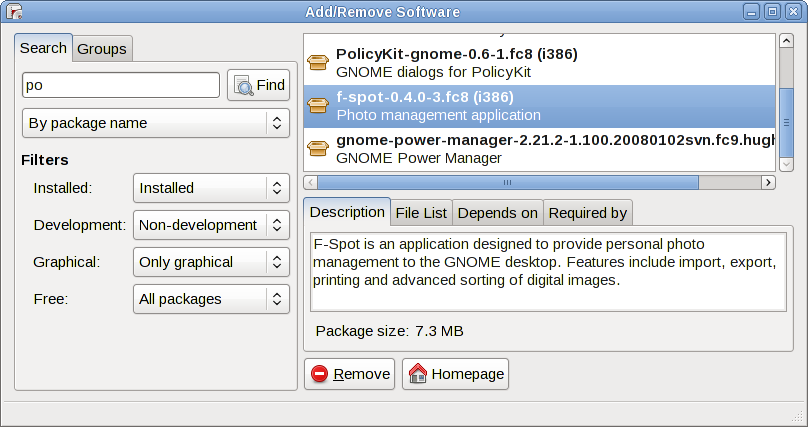 Add/Remove Software
Search
Groups
po
Find
By package name
Filters
Installed:
Installed
Development:
Non-development
Graphical:
Only graphical
Free:
All packages
PolicyKit-gnome-0.6-1.fc8 (i386)
GNOME dialogs for PolicyKit
f-spot-0.4.0-3.fc8 (i386)
Photo management application
gnome-power-manager-2.21.2-1.100.20080102svn.fc9.hugh
GNOME Power Manager
Description
File List
Depends on
Required by
F-Spot is an application designed to provide personal photo
management to the GNOME desktop. Features include import, export,
printing and advanced sorting of digital images.
Package size: 7.3 MB
Remove
Homepage